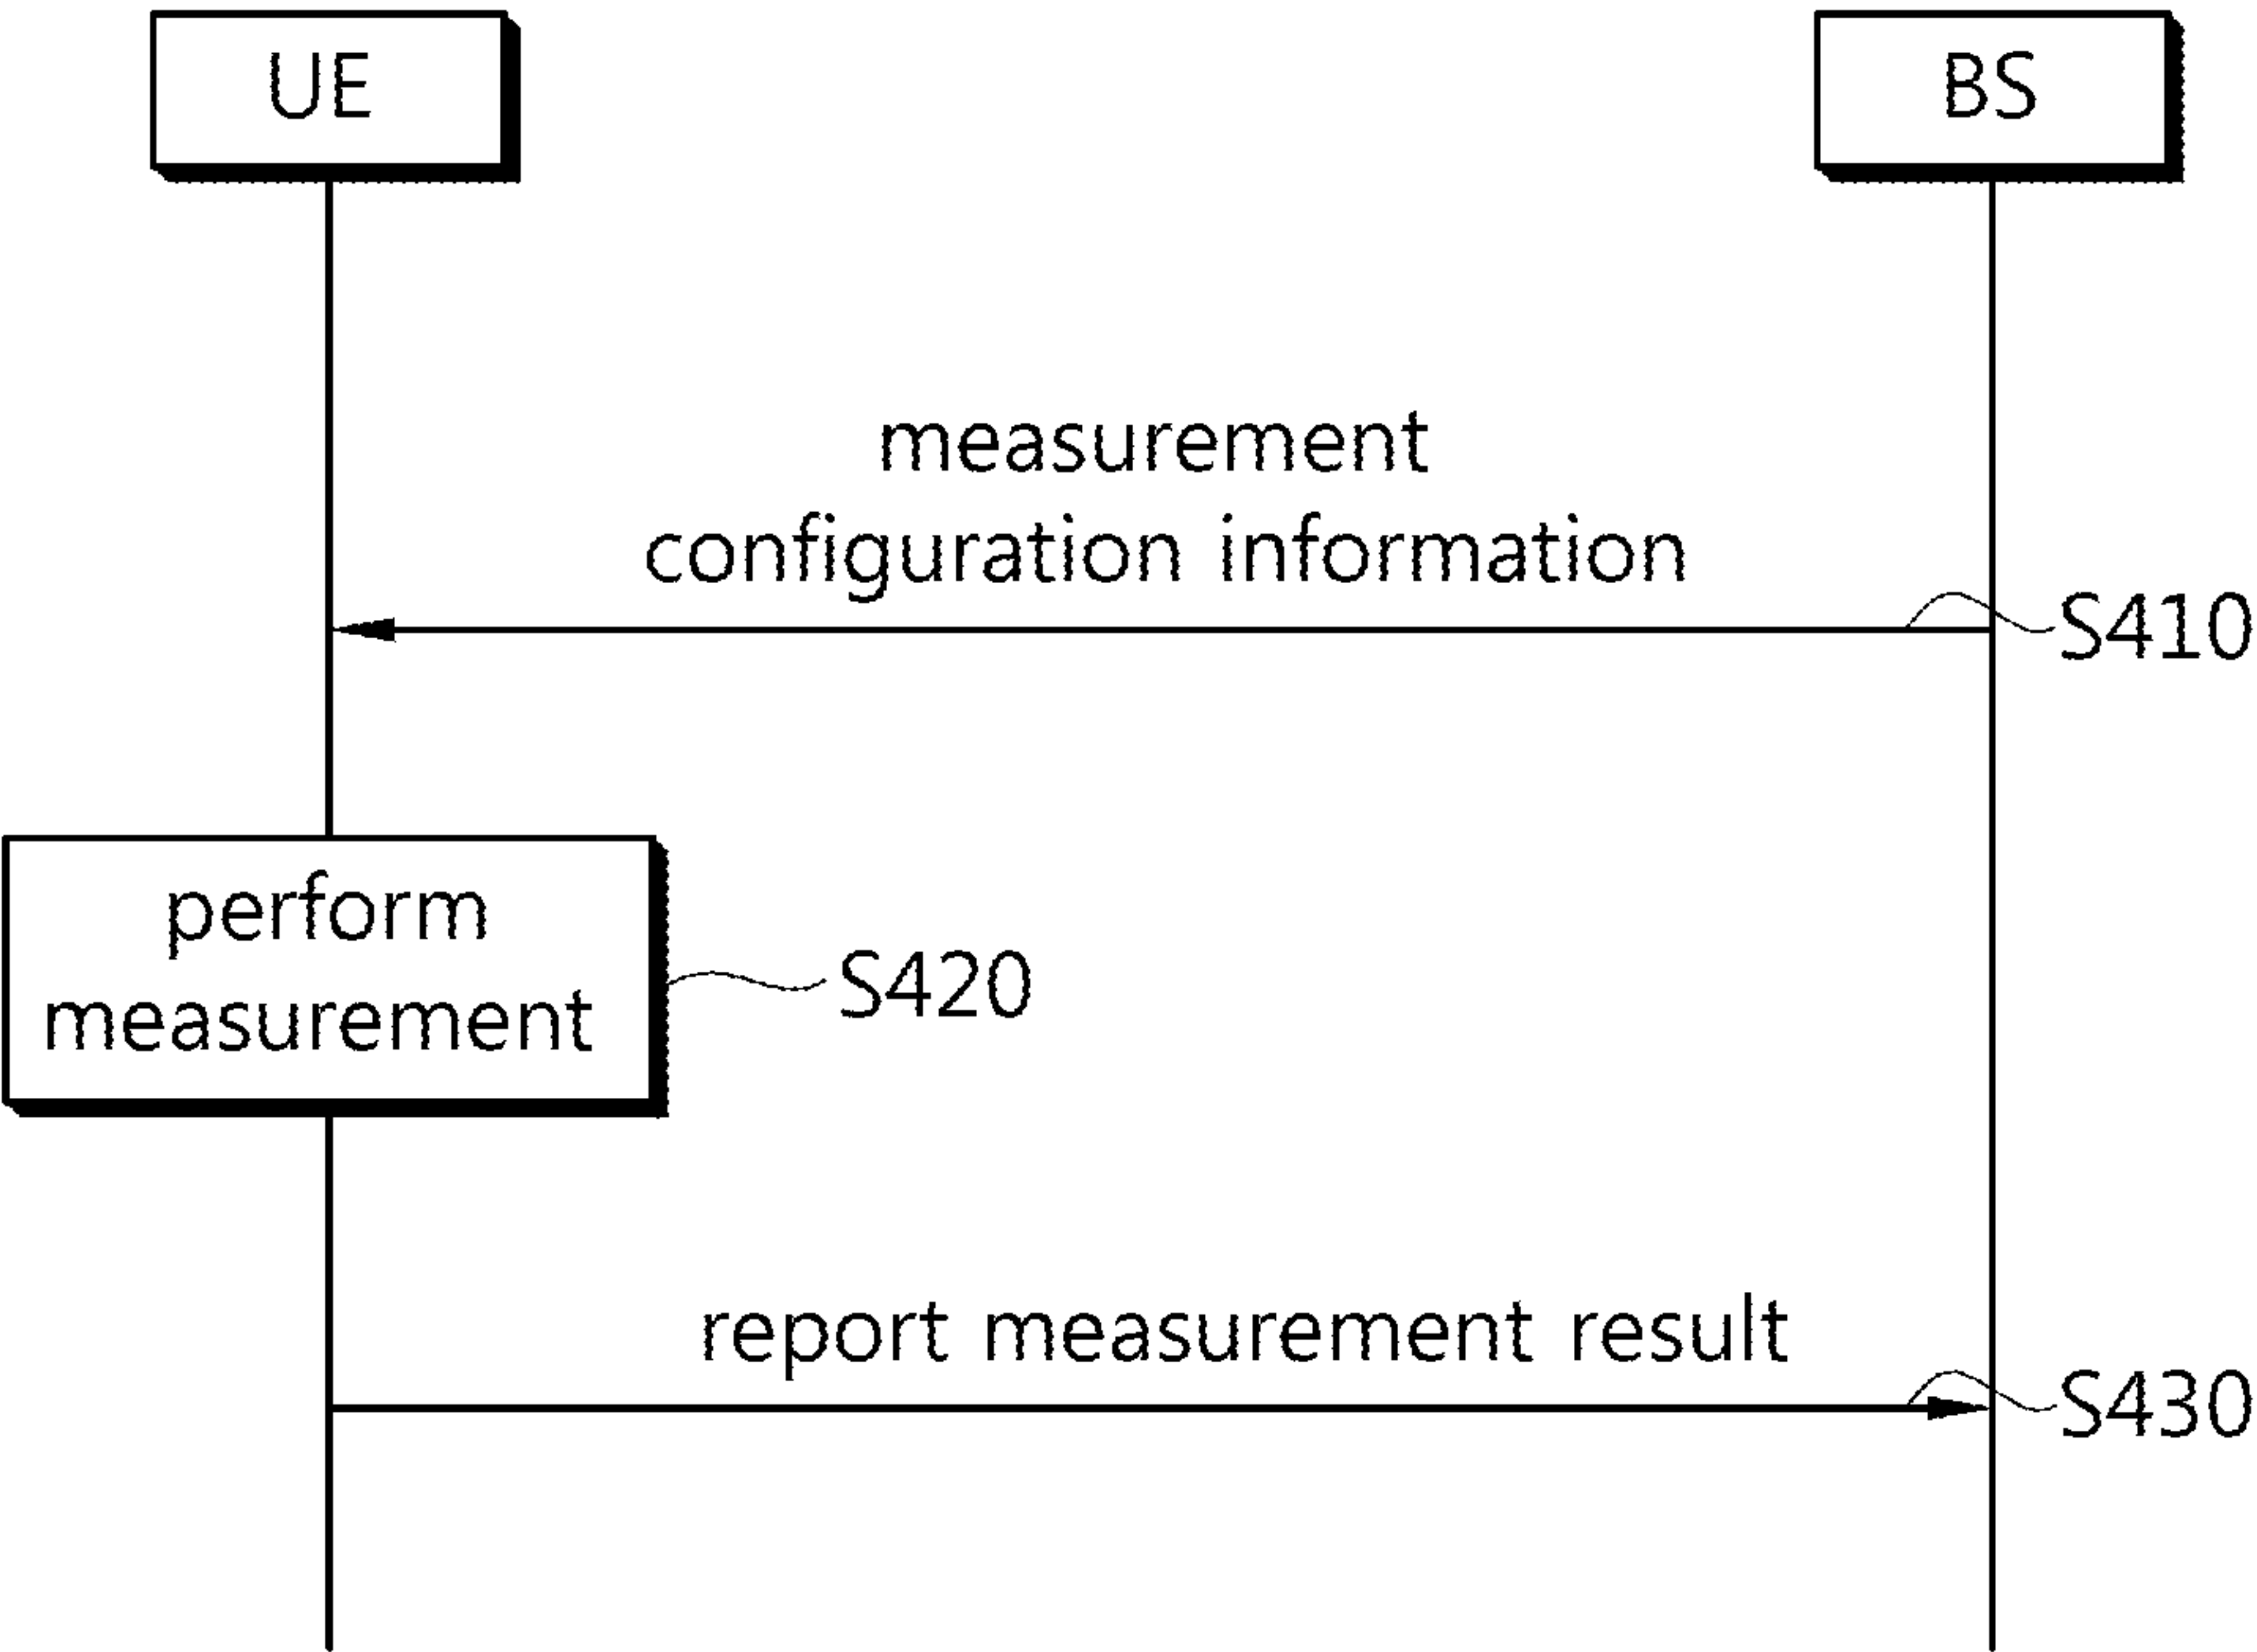 UE
BS
measurement
configuration information
S410
perform
measurement
S420
report measurement result
S430